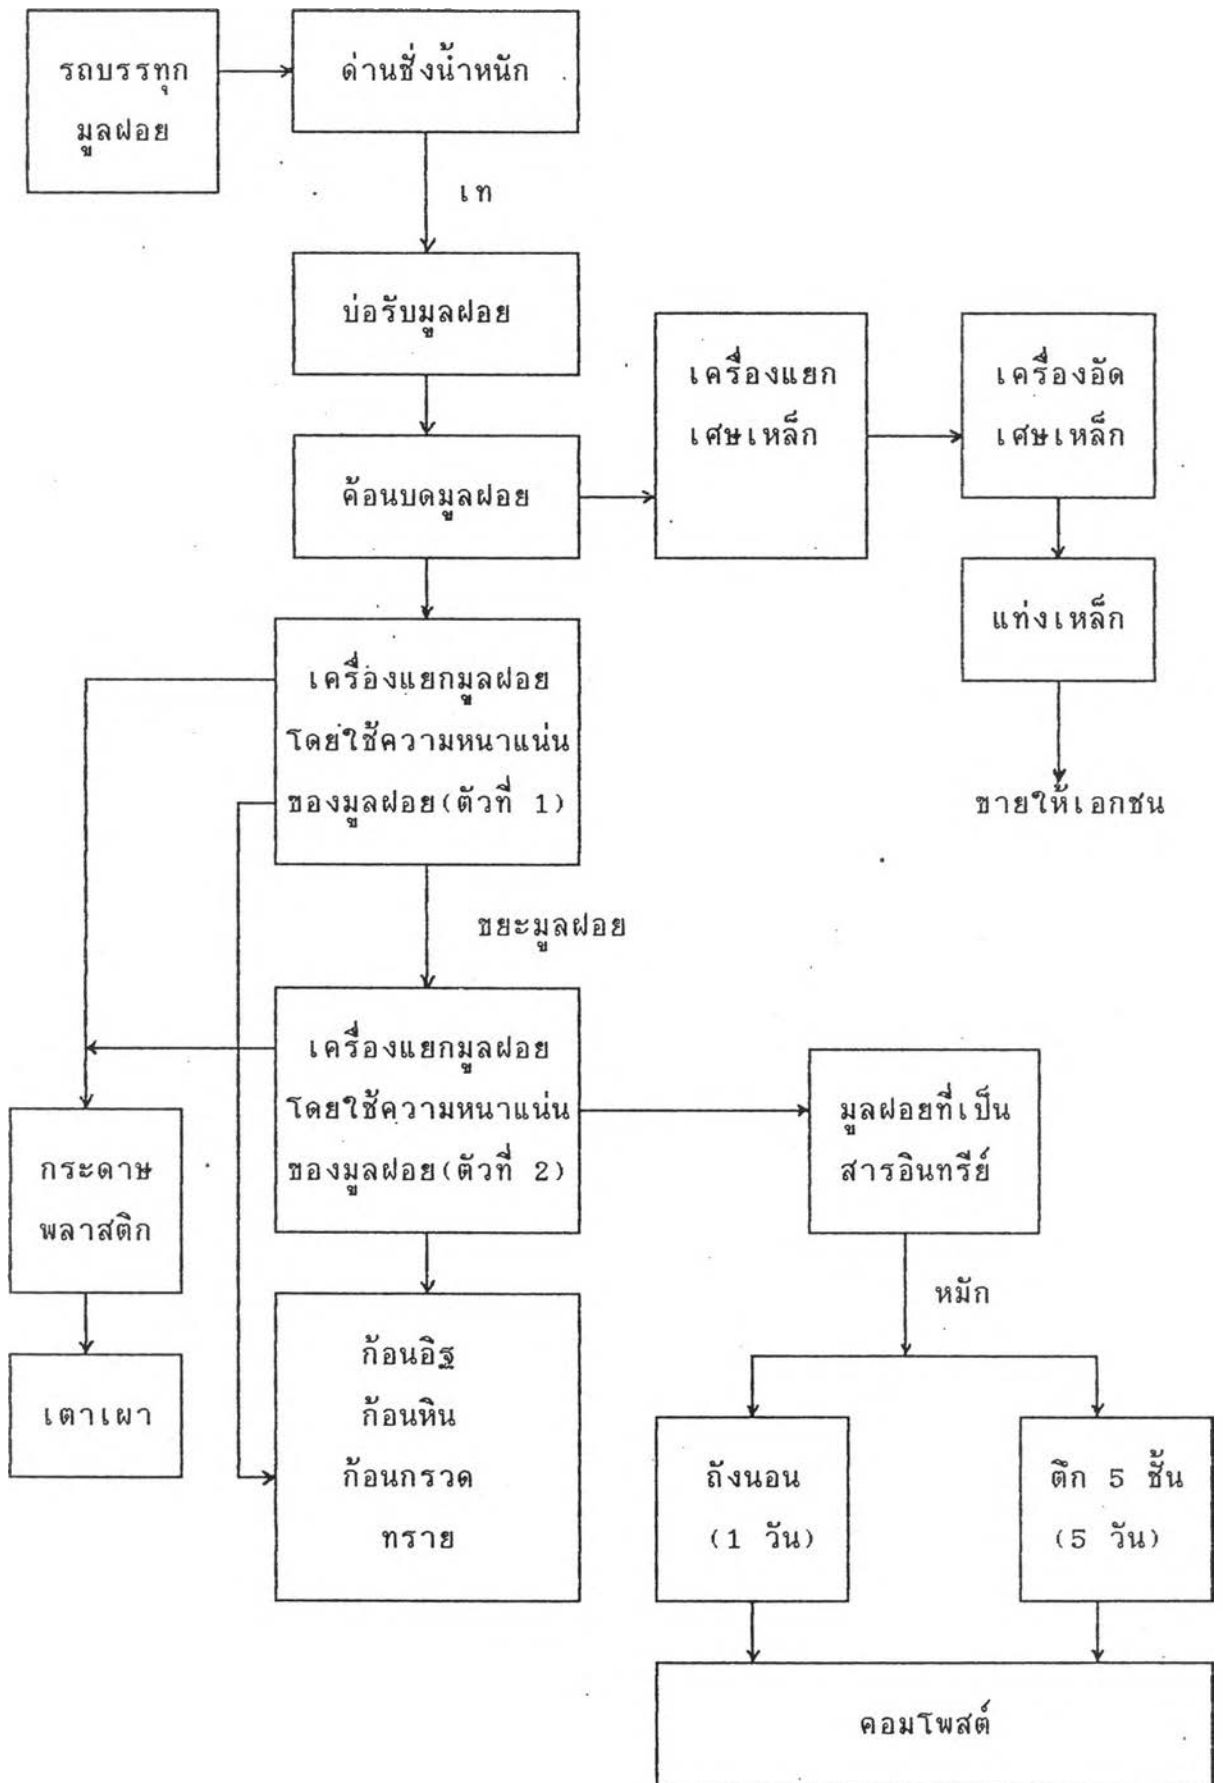 รถบรรทุก
มูลฝอย
ด่านชั่งน้ำหนัก
เท
บ่อรับมูลฝอย
ค้อนบดมูลฝอย
เครื่องแยก
เศษเหล็ก
เครื่องอัด
เศษเหล็ก
แท่งเหล็ก
ขายให้เอกชน
เครื่องแยกมูลฝอย
โดยใช้ความหนาแน่น
ของมูลฝอย(ตัวที่ 1)
ขยะมูลฝอย
เครื่องแยกมูลฝอย
โดยใช้ความหนาแน่น
ของมูลฝอย(ตัวที่ 2)
มูลฝอยที่เป็น
สารอินทรีย์
กระดาษ
พลาสติก
เตาเผา
ก้อนอิฐ
ก้อนหิน
ก้อนกรวด
ทราย
หมัก
ถังนอน
(1 วัน)
ตึก 5 ชั้น
(5 วัน)
คอมโพสต์